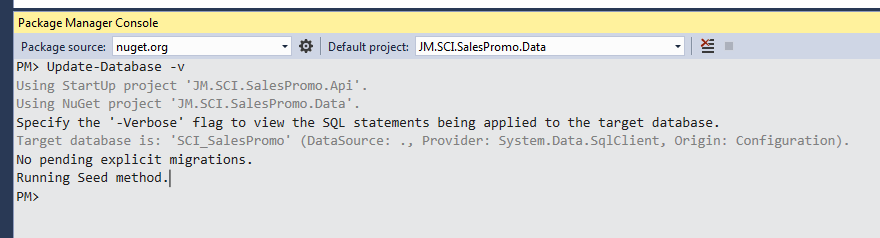 Package Manager Console
Package source: nuget.org Default project: JM.SCI.SalesPromo.Data
PM> Update-Database -v
Using StartUp project 'JM.SCI.SalesPromo.Api'.
Using NuGet project 'JM.SCI.SalesPromo.Data'.
Specify the '-Verbose' flag to view the SQL statements being applied to the target database.
Target database is: 'SCI_SalesPromo' (DataSource: ., Provider: System.Data.SqlClient, Origin: Configuration).
No pending explicit migrations.
Running Seed method.
PM>